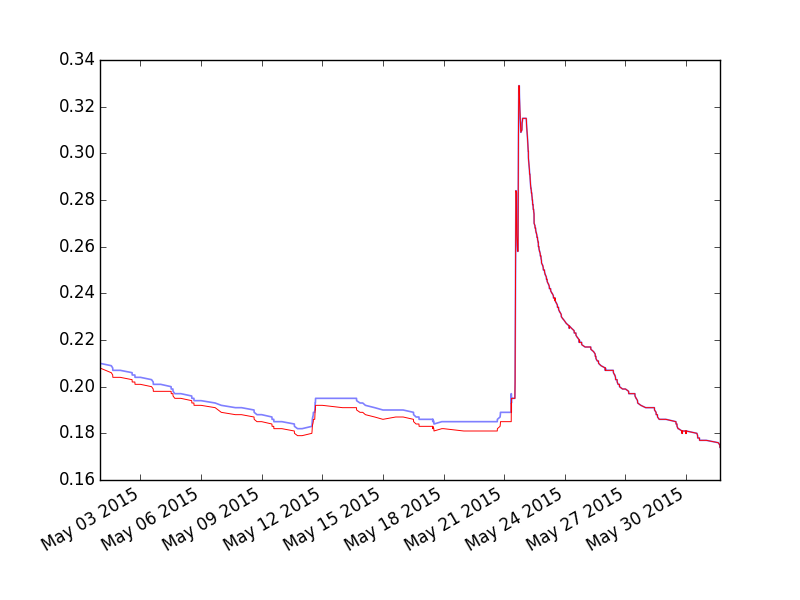 0.34
0.32
0.30
0.28
0.26
0.24
0.22
0.20
0.18
0.16
May 03 2015
May 06 2015
May 09 2015
May 12 2015
May 15 2015
May 18 2015
May 21 2015
May 24 2015
May 27 2015
May 30 2015